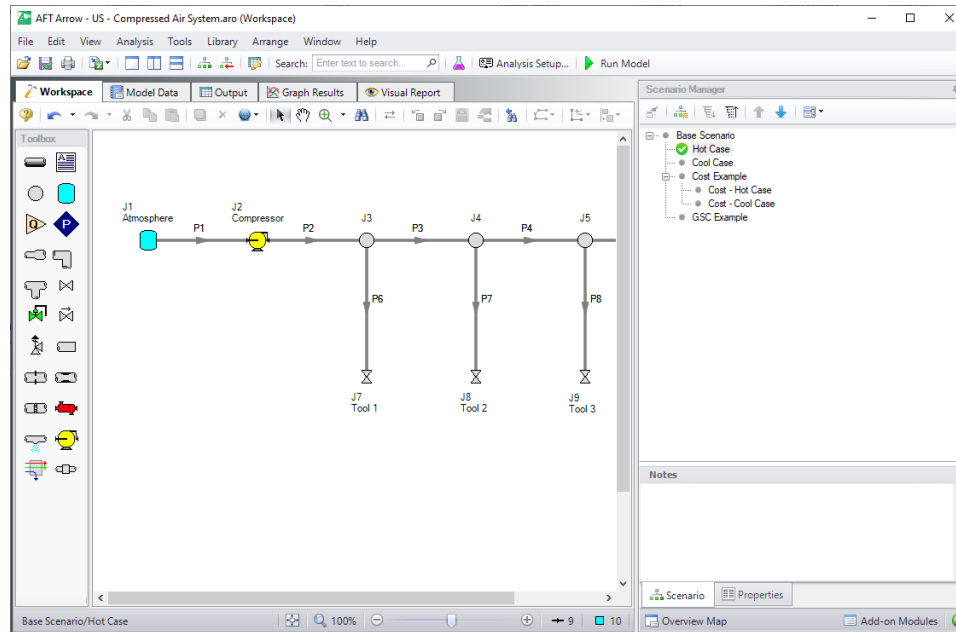 AFT Arrow - US - Compressed Air System.aro (Workspace)
File Edit View Analysis Tools Library Arrange Window Help
Search: Enter text to search... Analysis Setup... Run Model
Workspace Model Data Output Graph Results Visual Report
Scenario Manager
Toolbox
Base Scenario
Hot Case
Cool Case
Cost Example
Cost - Hot Case
Cost - Cool Case
GSC Example
J1
Atmosphere
J2
Compressor
J3
J4
J5
P1
P2
P3
P4
P6
P7
P8
J7
Tool 1
J8
Tool 2
J9
Tool 3
Q
P
Notes
Scenario Properties
Base Scenario/Hot Case 100% 9 10 Overview Map Add-on Modules